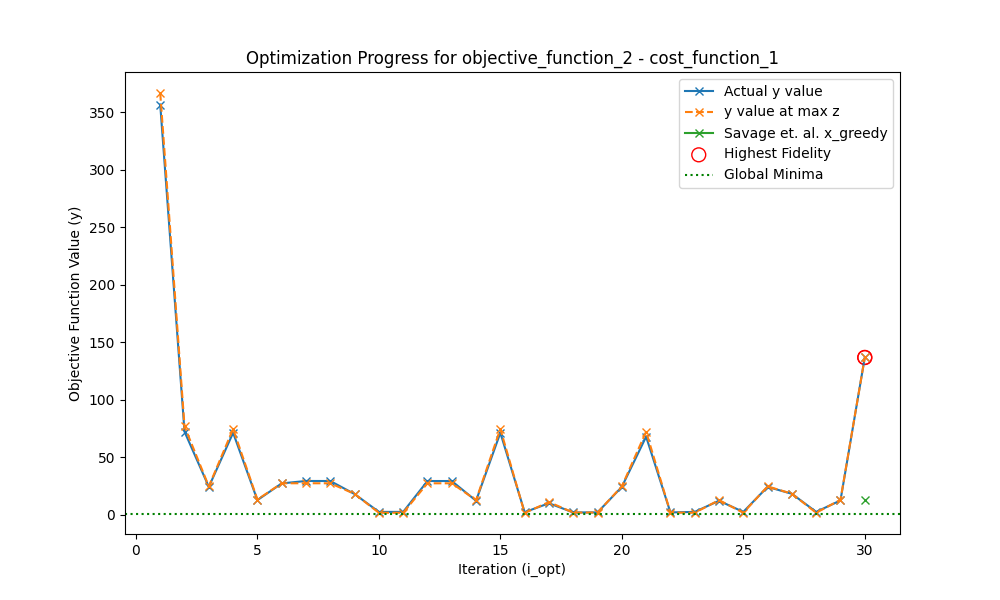 Optimization Progress for objective_function_2 - cost_function_1
Actual y value
y value at max z
Savage et. al. x_greedy
Highest Fidelity
Global Minima
Objective Function Value (y)
350
300
250
200
150
100
50
0
0 5 10 15 20 25 30
Iteration (i_opt)